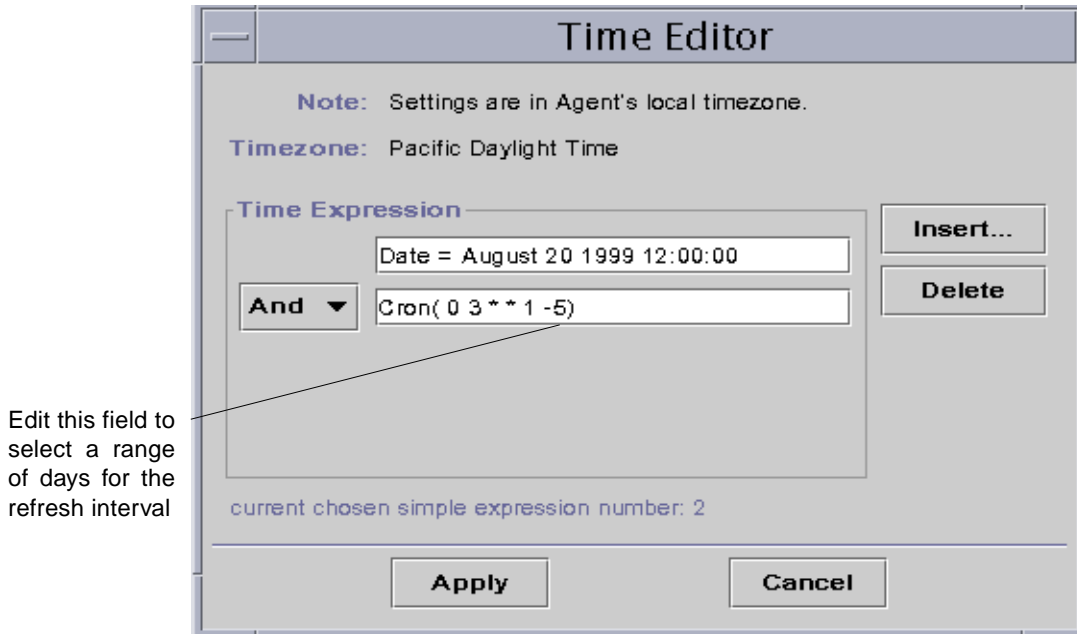 Time Editor
Note: Settings are in Agent's local timezone.
Timezone: Pacific Daylight Time
Time Expression
Date = August 20 1999 12:00:00
Insert...
And
Cron( 0 3 * * 1 -5)
Delete
Edit this field to
select a range
of days for the
refresh interval
current chosen simple expression number: 2
Apply
Cancel